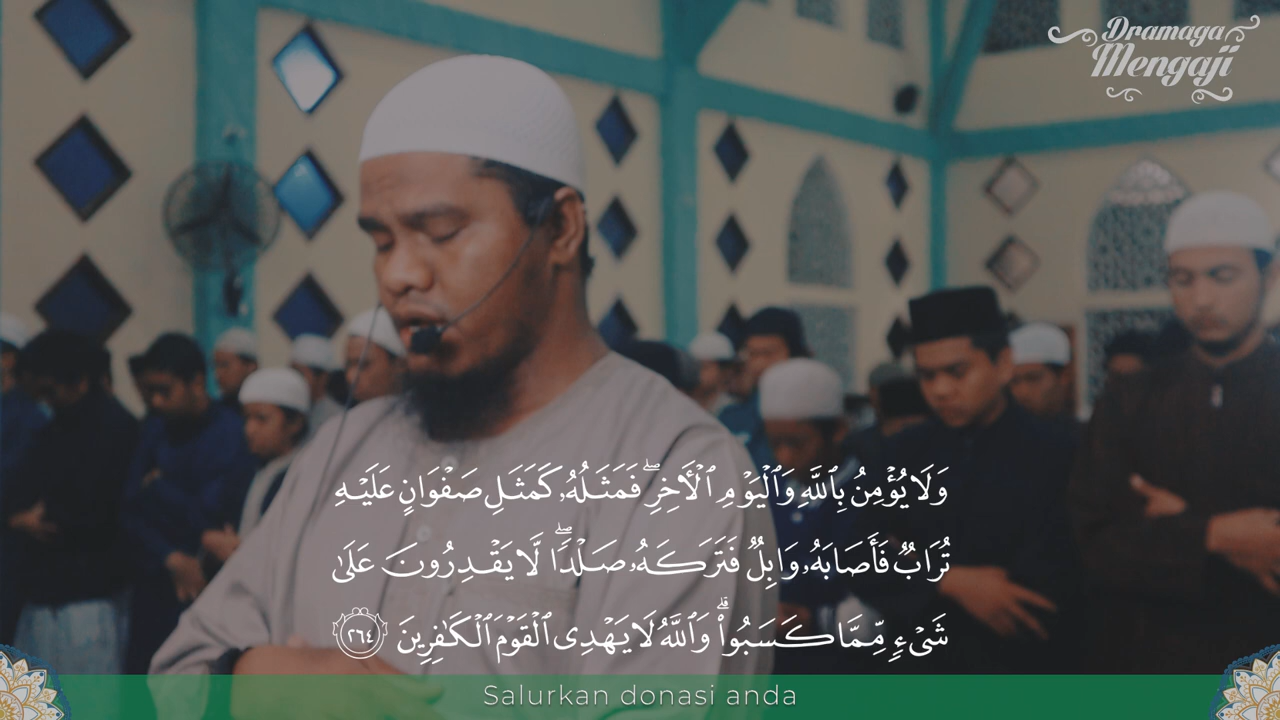 Dramaga
Mengaji
وَلَا يُؤْمِنُ بِٱللَّهِ وَٱلْيَوْمِ ٱلْأَخِرِ ۖ فَمَثَلُهُۥ كَمَثَلِ صَفْوَانٍ عَلَيْهِ
تُرَابٌ فَأَصَابَهُۥ وَابِلٌ فَتَرَكَهُۥ صَلْدًا ۖ لَّا يَقْدِرُونَ عَلَىٰ
شَىْءٍ مِّمَّا كَسَبُوا۟ ۗ وَٱللَّهُ لَا يَهْدِى ٱلْقَوْمَ ٱلْكَـٰفِرِينَ ٢٦٤
Salurkan donasi anda